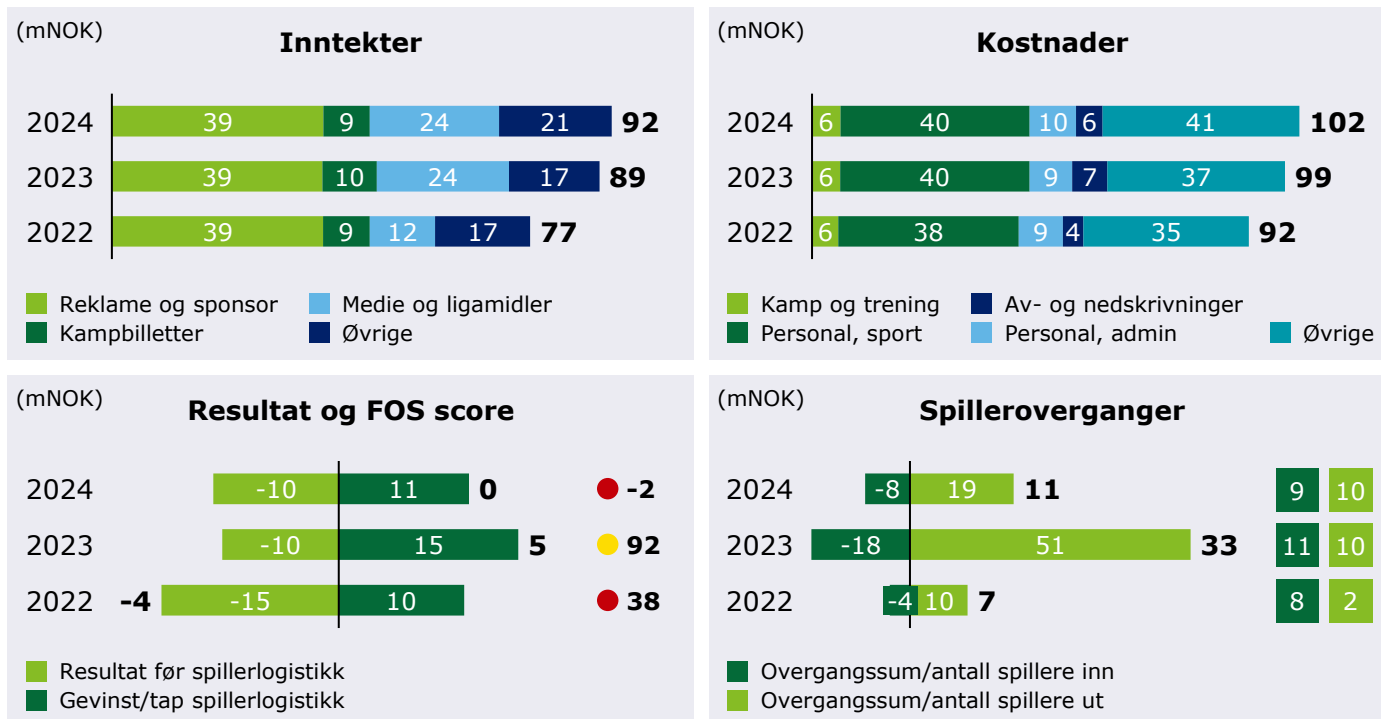 (mNOK)
Inntekter
2024 39 9 24 21 92
2023 39 10 24 17 89
2022 39 9 12 17 77
Reklame og sponsor Medie og ligamidler
Kampbilletter Øvrige
(mNOK)
Kostnader
2024 6 40 10 6 41 102
2023 6 40 9 7 37 99
2022 6 38 9 4 35 92
Kamp og trening Av- og nedskrivninger
Personal, sport Personal, admin Øvrige
(mNOK)
Resultat og FOS score
2024 -10 11 0 -2
2023 -10 15 5 92
2022 -4 -15 10 38
Resultat før spillerlogistikk
Gevinst/tap spillerlogistikk
(mNOK)
Spilleroverganger
2024 -8 19 11 9 10
2023 -18 51 33 11 10
2022 -4 10 7 8 2
Overgangssum/antall spillere inn
Overgangssum/antall spillere ut